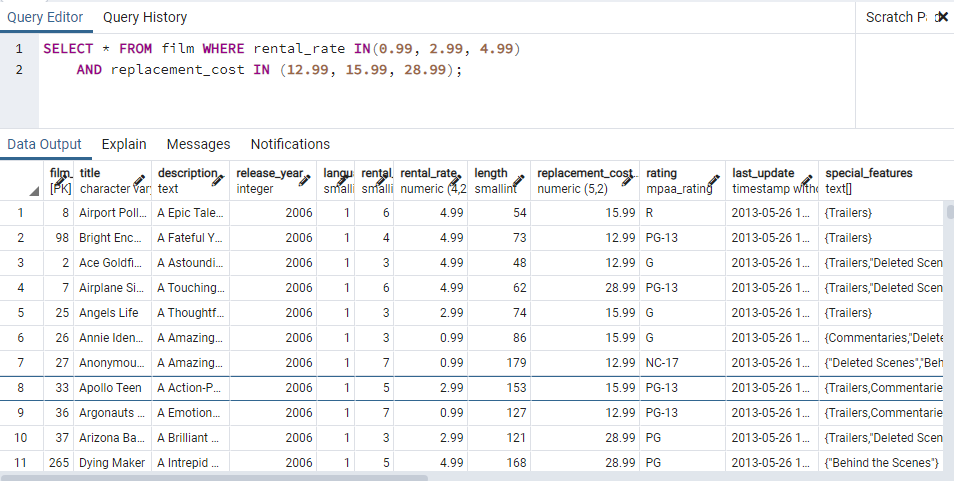 Query Editor Query History Scratch P
1 SELECT * FROM film WHERE rental_rate IN(0.99, 2.99, 4.99)
2 AND replacement_cost IN (12.99, 15.99, 28.99);
Data Output Explain Messages Notifications
film_ title description release_year langu rental_ rental_rate length replacement_cost rating last_update special_features
[PK] character var text integer smalli smalli numeric (4,2 smallint numeric (5,2) mpaa_rating timestamp witho text[]
1 8 Airport Poll... A Epic Tale... 2006 1 6 4.99 54 15.99 R 2013-05-26 1... {Trailers}
2 98 Bright Enc... A Fateful Y... 2006 1 4 4.99 73 12.99 PG-13 2013-05-26 1... {Trailers}
3 2 Ace Goldfi... A Astoundi... 2006 1 3 4.99 48 12.99 G 2013-05-26 1... {Trailers,"Deleted Scen
4 7 Airplane Si... A Touching... 2006 1 6 4.99 62 28.99 PG-13 2013-05-26 1... {Trailers,"Deleted Scen
5 25 Angels Life A Thoughtf... 2006 1 3 2.99 74 15.99 G 2013-05-26 1... {Trailers}
6 26 Annie Iden... A Amazing... 2006 1 3 0.99 86 15.99 G 2013-05-26 1... {Commentaries,"Delete
7 27 Anonymou... A Amazing... 2006 1 7 0.99 179 12.99 NC-17 2013-05-26 1... {"Deleted Scenes","Beh
8 33 Apollo Teen A Action-P... 2006 1 5 2.99 153 15.99 PG-13 2013-05-26 1... {Trailers,Commentarie
9 36 Argonauts ... A Emotion... 2006 1 7 0.99 127 12.99 PG-13 2013-05-26 1... {Trailers,Commentarie
10 37 Arizona Ba... A Brilliant ... 2006 1 3 2.99 121 28.99 PG 2013-05-26 1... {Trailers,"Deleted Scen
11 265 Dying Maker A Intrepid ... 2006 1 5 4.99 168 28.99 PG 2013-05-26 1... {"Behind the Scenes"}